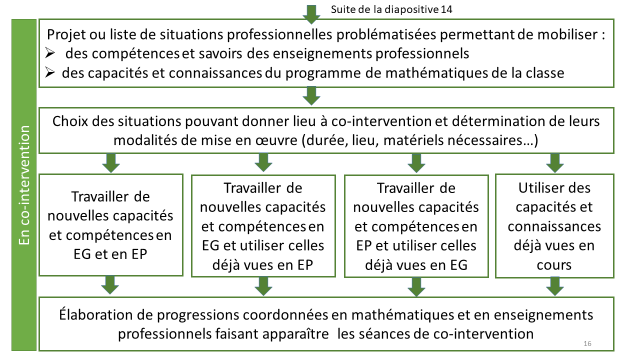 Suite de la diapositive 14
Projet ou liste de situations professionnelles problématisées permettant de mobiliser :
➢ des compétences et savoirs des enseignements professionnels
➢ des capacités et connaissances du programme de mathématiques de la classe
En co-intervention
Choix des situations pouvant donner lieu à co-intervention et détermination de leurs
modalités de mise en œuvre (durée, lieu, matériels nécessaires…)
Travailler de
nouvelles capacités
et compétences en
EG et en EP
Travailler de
nouvelles capacités
et compétences en
EG et utiliser celles
déjà vues en EP
Travailler de
nouvelles capacités
et compétences en
EP et utiliser celles
déjà vues en EG
Utiliser des
capacités et
connaissances
déjà vues en
cours
Élaboration de progressions coordonnées en mathématiques et en enseignements
professionnels faisant apparaître les séances de co-intervention
16